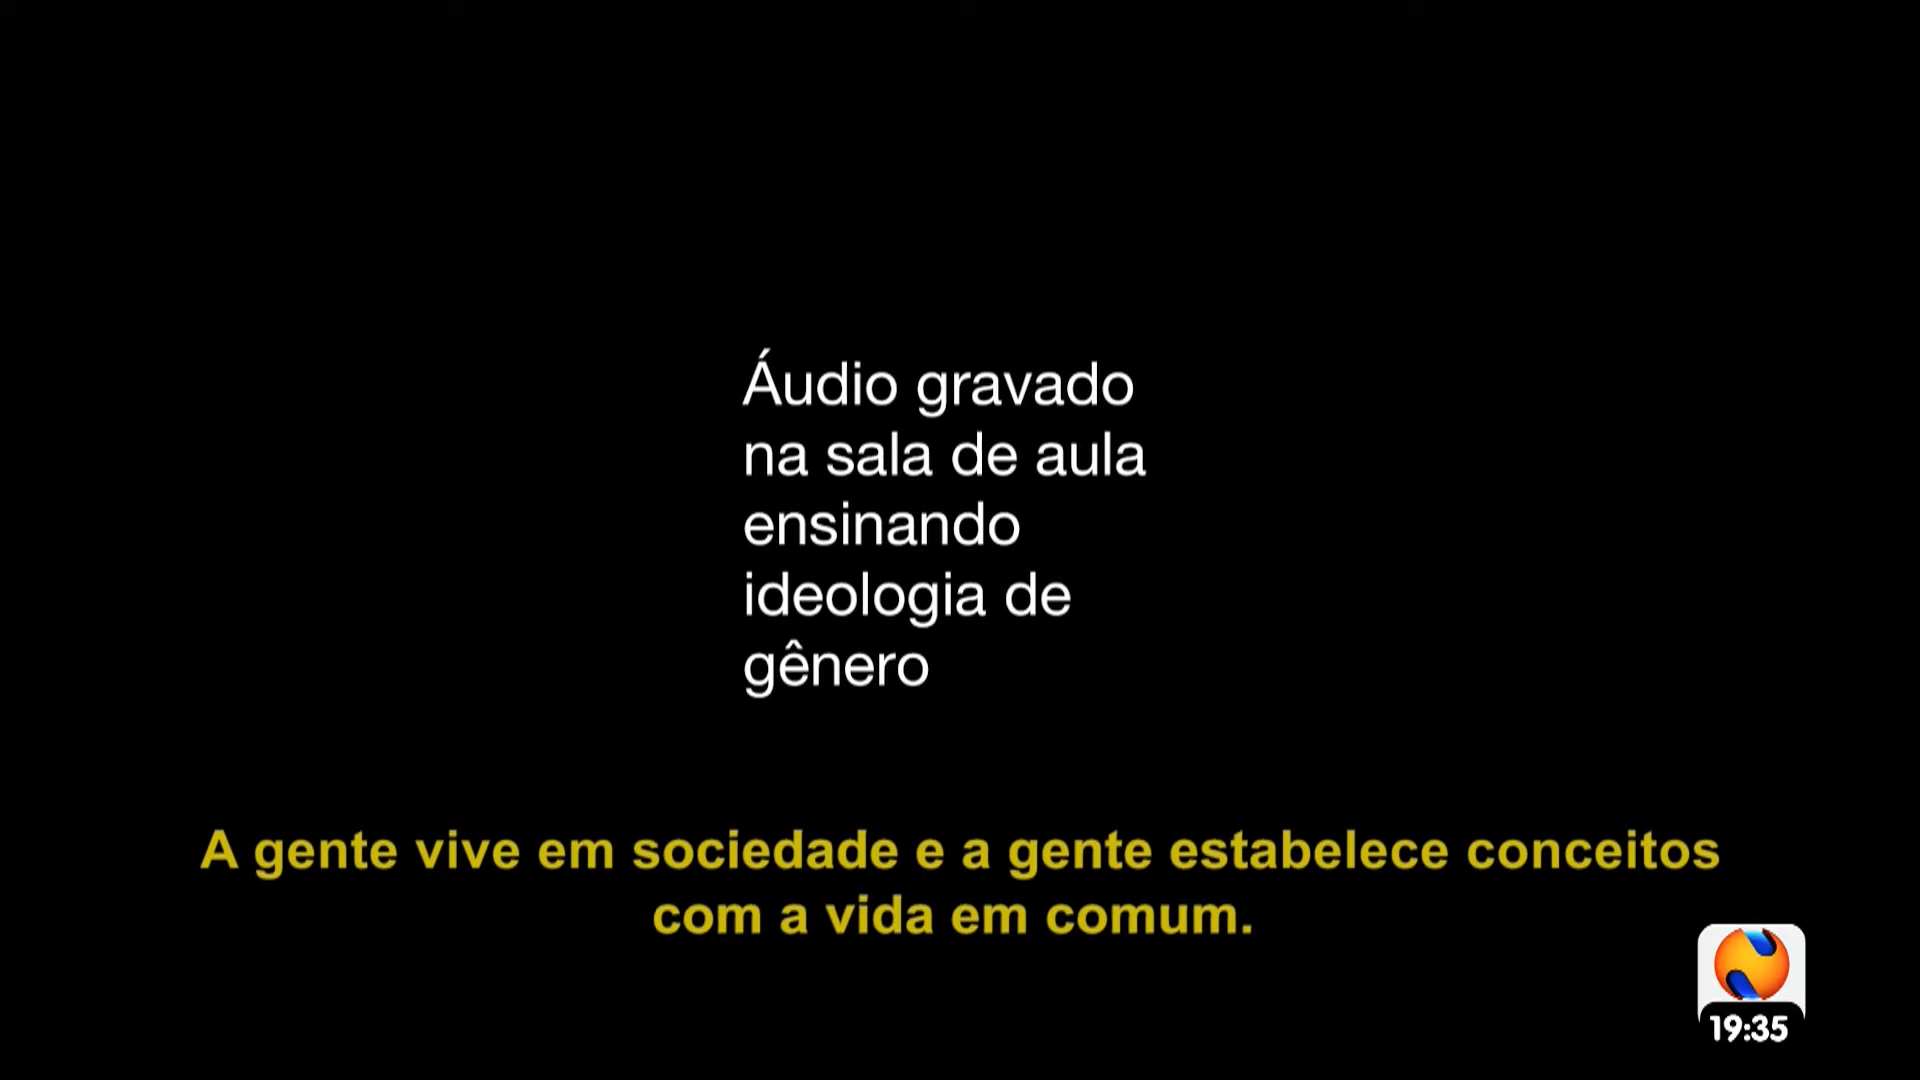 Áudio gravado
na sala de aula
ensinando
ideologia de
gênero
A gente vive em sociedade e a gente estabelece conceitos
com a vida em comum.
19:35